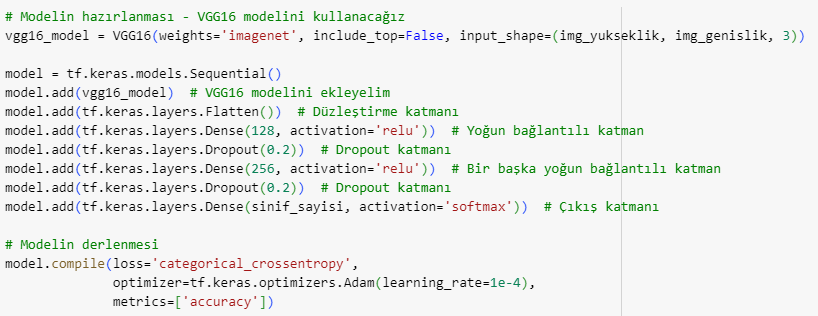 # Modelin hazırlanması - VGG16 modelini kullanacağız
vgg16_model = VGG16(weights='imagenet', include_top=False, input_shape=(img_yukseklik, img_genislik, 3))
model = tf.keras.models.Sequential()
model.add(vgg16_model)  # VGG16 modelini ekleyelim
model.add(tf.keras.layers.Flatten())  # Düzleştirme katmanı
model.add(tf.keras.layers.Dense(128, activation='relu'))  # Yoğun bağlantılı katman
model.add(tf.keras.layers.Dropout(0.2))  # Dropout katmanı
model.add(tf.keras.layers.Dense(256, activation='relu'))  # Bir başka yoğun bağlantılı katman
model.add(tf.keras.layers.Dropout(0.2))  # Dropout katmanı
model.add(tf.keras.layers.Dense(sinif_sayisi, activation='softmax'))  # Çıkış katmanı
# Modelin derlenmesi
model.compile(loss='categorical_crossentropy',
              optimizer=tf.keras.optimizers.Adam(learning_rate=1e-4),
              metrics=['accuracy'])